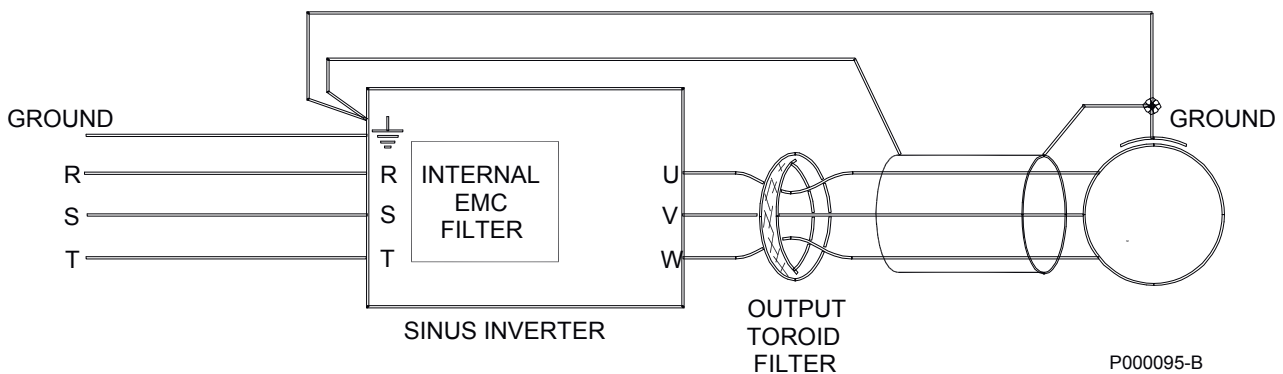 GROUND
R
S
T
R
S
T
INTERNAL
EMC
FILTER
U
V
W
SINUS INVERTER
OUTPUT
TOROID
FILTER
GROUND
P000095-B